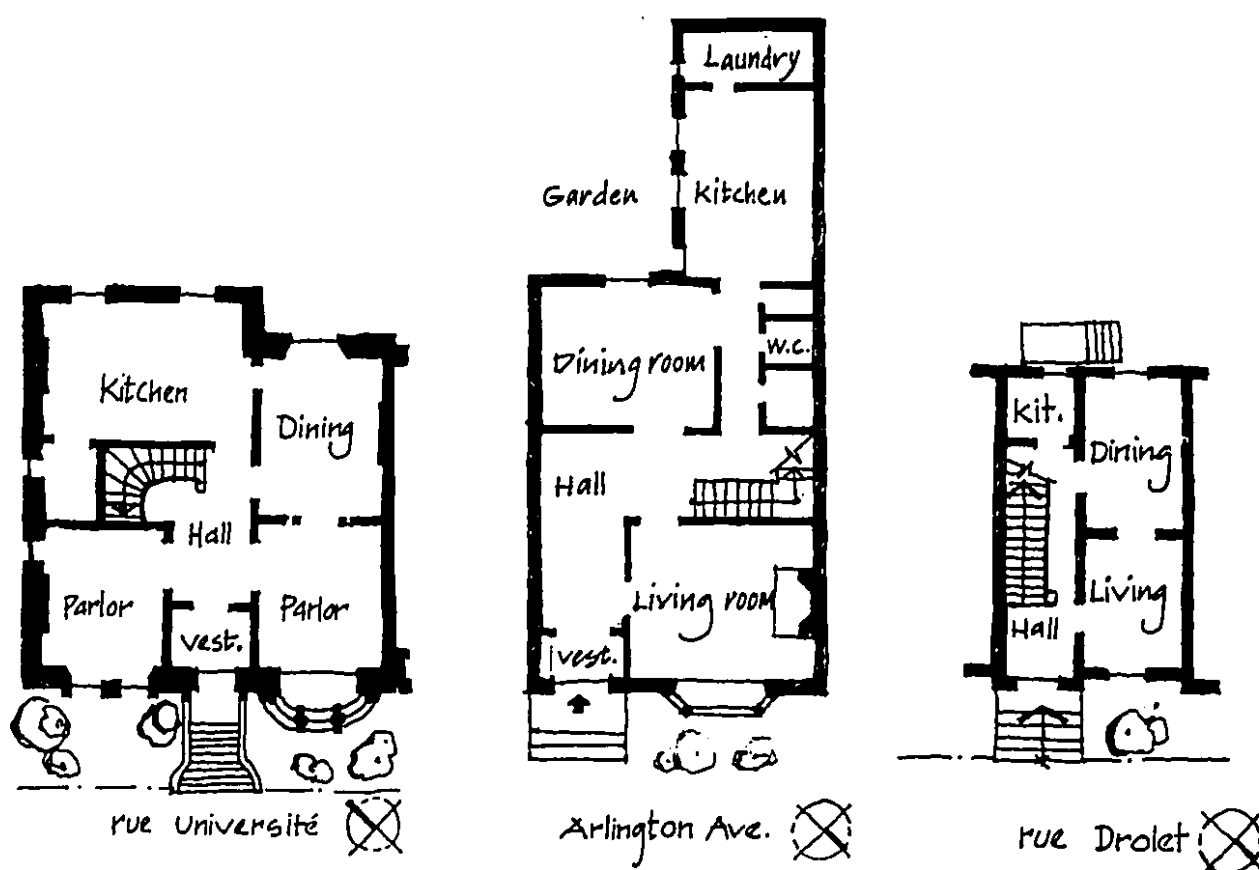 Kitchen
Dining
Hall
Parlor
Parlor
vest.
rue Université
Laundry
Garden
Kitchen
Dining room
W.C.
Hall
Living room
vest.
Arlington Ave.
Kit.
Dining
Living
Hall
rue Drolet